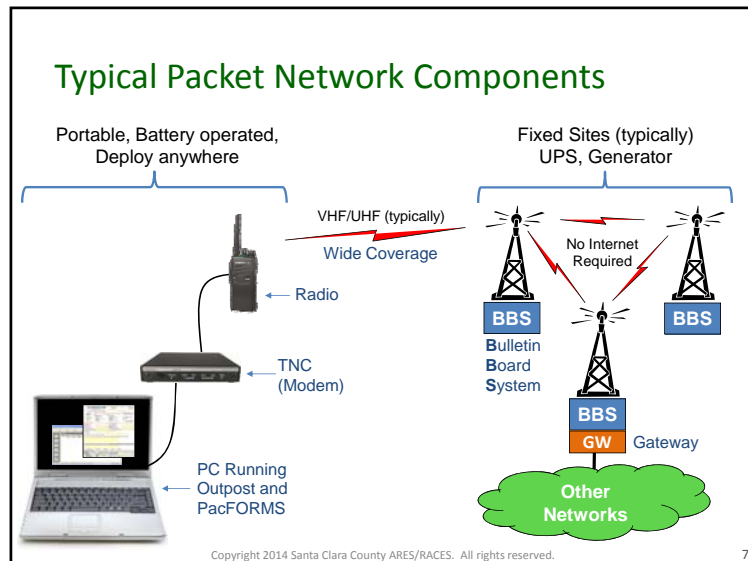 Typical Packet Network Components
Portable, Battery operated,
Deploy anywhere
Fixed Sites (typically)
UPS, Generator
VHF/UHF (typically)
Wide Coverage
No Internet
Required
Radio
BBS
BBS
Bulletin
Board
System
TNC
(Modem)
BBS
GW
Gateway
PC Running
Outpost and
PacFORMS
Other
Networks
Copyright 2014 Santa Clara County ARES/RACES. All rights reserved.
7